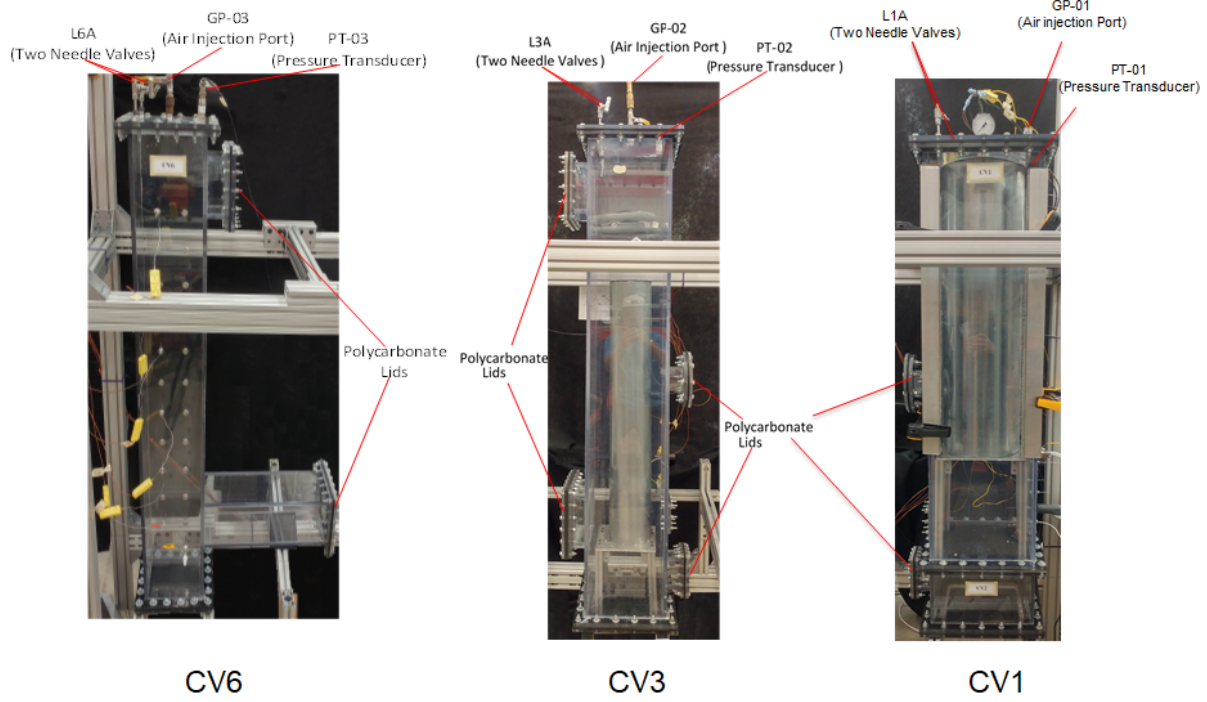 L6A
(Two Needle Valves)
GP-03
(Air Injection Port)
PT-03
(Pressure Transducer)
L3A
(Two Needle Valves)
GP-02
(Air Injection Port )
PT-02
(Pressure Transducer )
L1A
(Two Needle Valves)
GP-01
(Air injection Port)
PT-01
(Pressure Transducer)
CV6
CV1
Polycarbonate
Lids
Polycarbonate
Lids
Polycarbonate
Lids
CV6
CV3
CV1